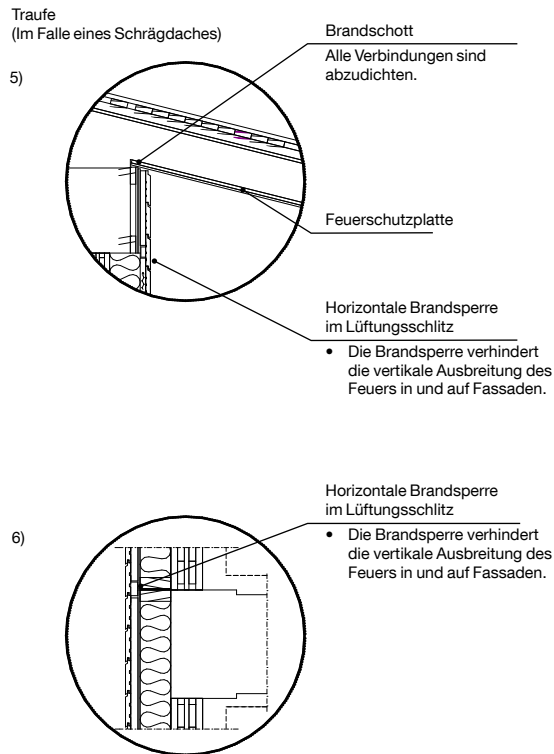 Traufe
(Im Falle eines Schrägdaches)
5)
Brandschott
Alle Verbindungen sind
abzudichten.
Feuerschutzplatte
Horizontale Brandsperre
im Lüftungsschlitz
• Die Brandsperre verhindert
die vertikale Ausbreitung des
Feuers in und auf Fassaden.
6)
Horizontale Brandsperre
im Lüftungsschlitz
• Die Brandsperre verhindert
die vertikale Ausbreitung des
Feuers in und auf Fassaden.